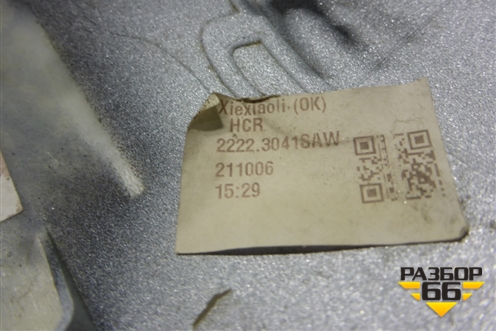 Xiexiaoli (OK)
HCR
2222.3041SAW
211006
15:29
РАЗБОР
66